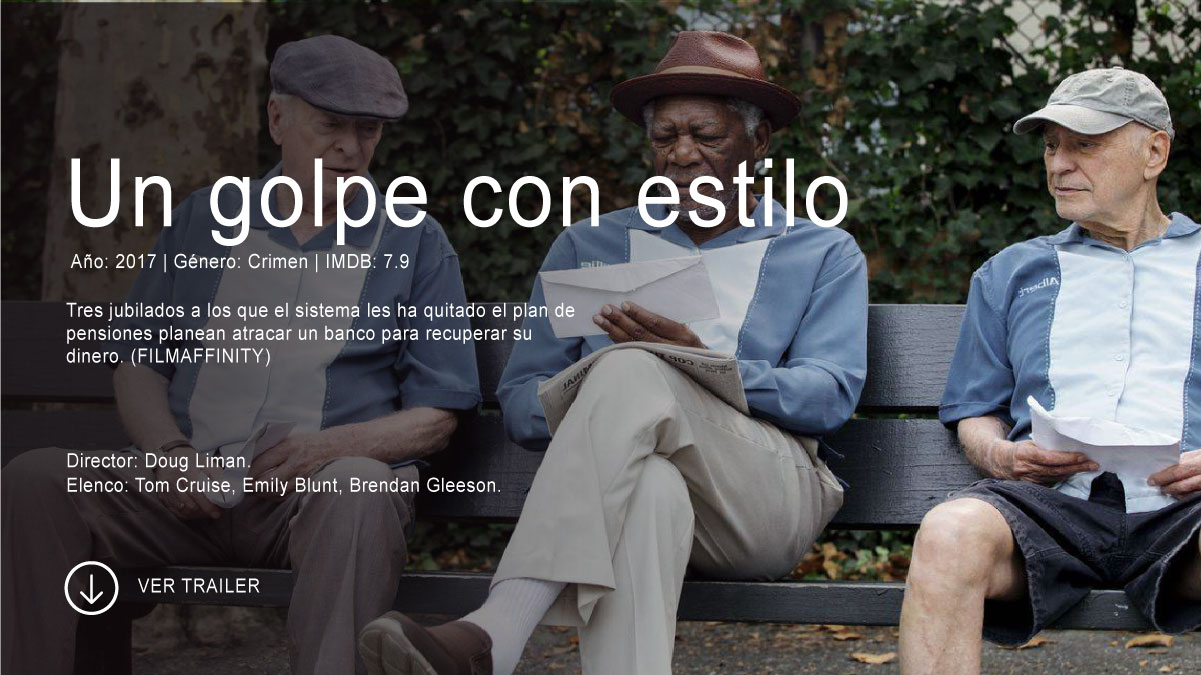 Un golpe con estilo
Año: 2017 | Género: Crimen | IMDB: 7.9
Tres jubilados a los que el sistema les ha quitado el plan de
pensiones planean atracar un banco para recuperar su
dinero. (FILMAFFINITY)
Director: Doug Liman.
Elenco: Tom Cruise, Emily Blunt, Brendan Gleeson.
VER TRAILER
Albert